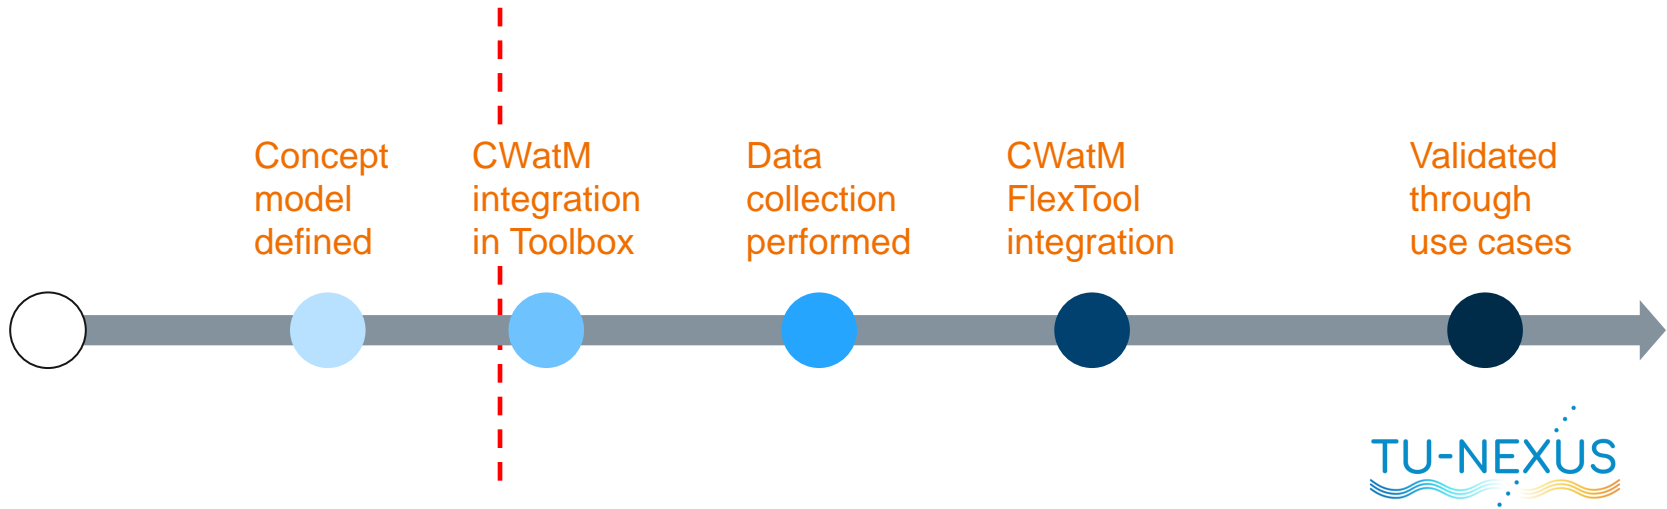 Concept
model
defined
CWatM
integration
in Toolbox
Data
collection
performed
CWatM
FlexTool
integration
Validated
through
use cases
TU-NEXUS